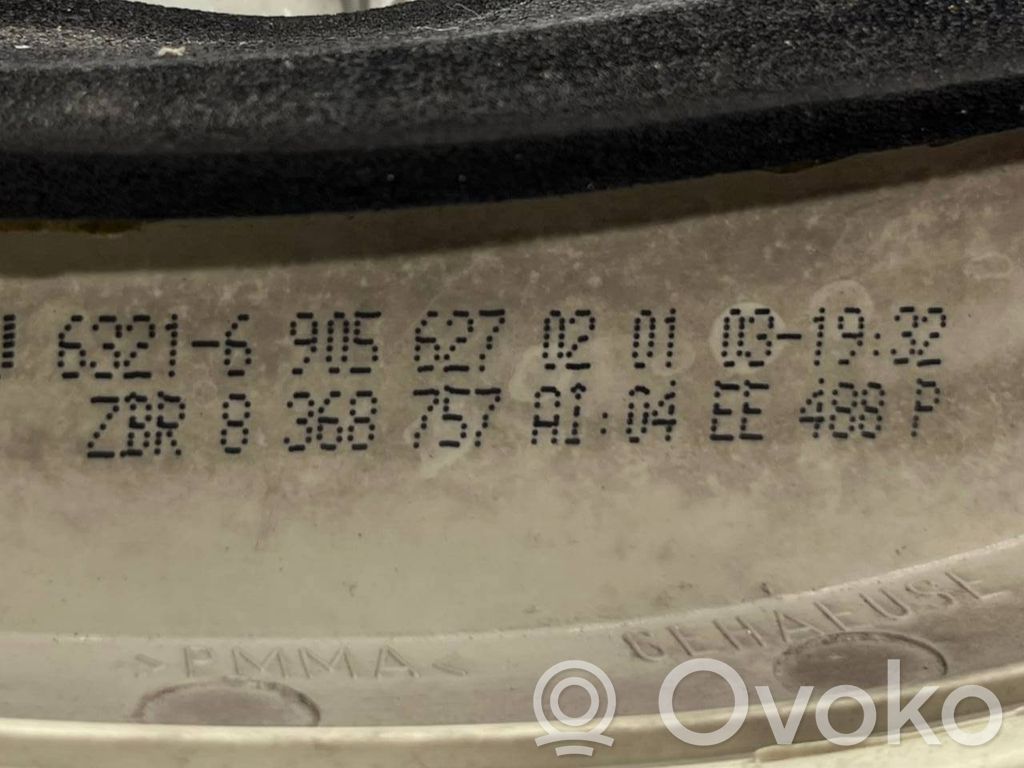 6321-6 905 627 02 01 03-19:32
ZBR 8 368 757 AI:04 EE 488 P
>PMMA< GEHAEUSE
Ovoko